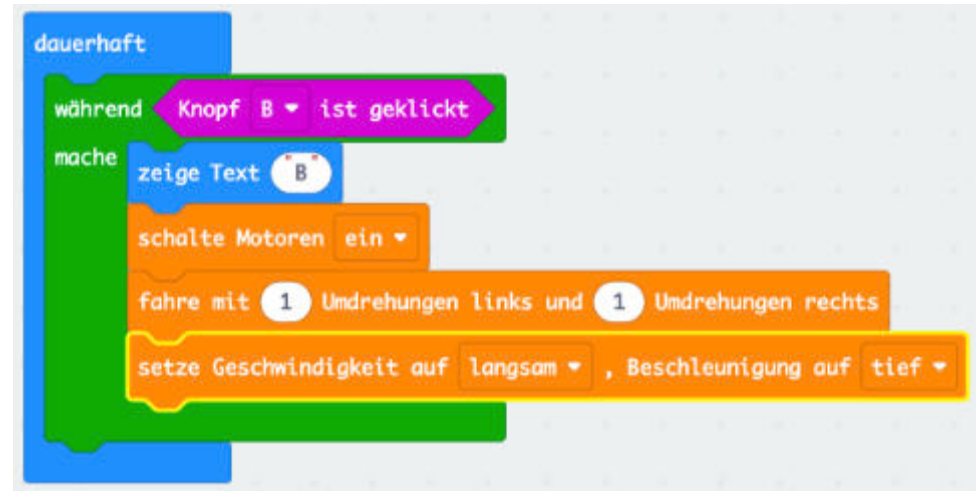 dauerhaft
während Knopf B ist geklickt
mache
zeige Text "B"
schalte Motoren ein
fahre mit 1 Umdrehungen links und 1 Umdrehungen rechts
setze Geschwindigkeit auf langsam , Beschleunigung auf tief